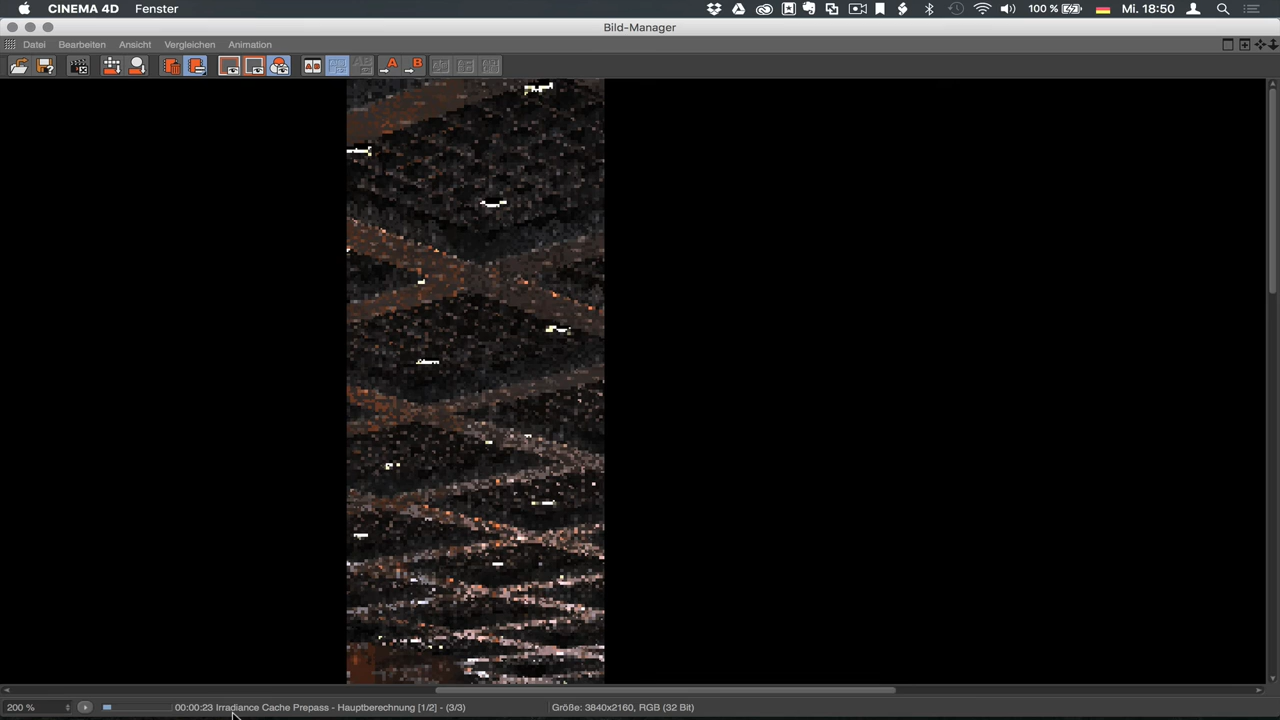 CINEMA 4D Fenster 100 % Mi. 18:50
Bild-Manager
Datei Bearbeiten Ansicht Vergleichen Animation
A B AB A B
200 % 00:00:23 Irradiance Cache Prepass - Hauptberechnung [1/2] - (3/3) Größe: 3840x2160, RGB (32 Bit)